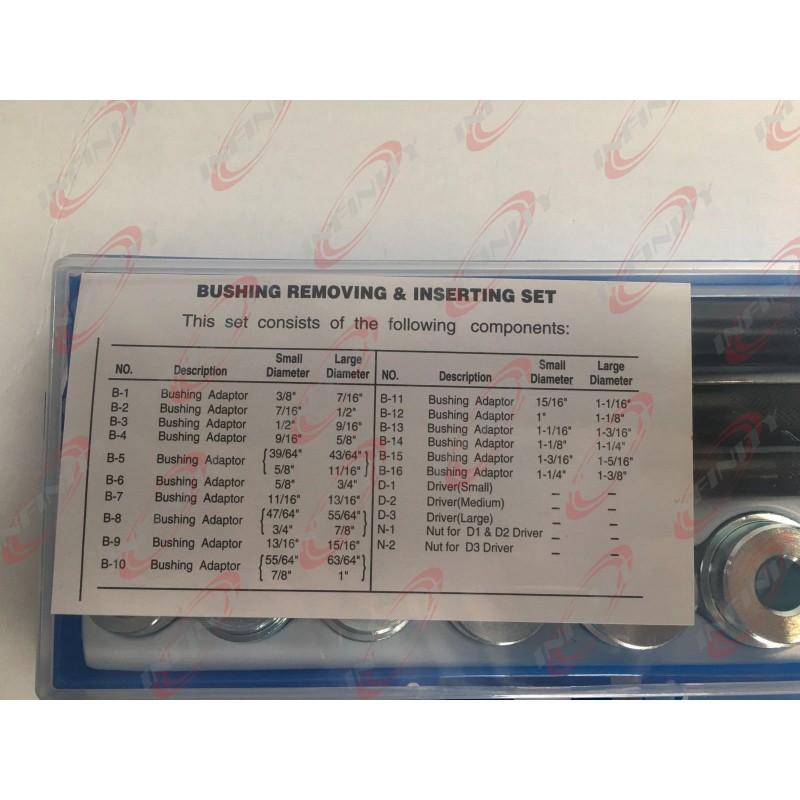 BUSHING REMOVING & INSERTING SET
This set consists of the following components:
NO. Description Small Diameter Large Diameter
B-1 Bushing Adaptor 3/8" 7/16"
B-2 Bushing Adaptor 7/16" 1/2"
B-3 Bushing Adaptor 1/2" 9/16"
B-4 Bushing Adaptor 9/16" 5/8"
B-5 Bushing Adaptor { 39/64" 43/64" }
5/8" 11/16"
B-6 Bushing Adaptor 5/8" 3/4"
B-7 Bushing Adaptor 11/16" 13/16"
B-8 Bushing Adaptor { 47/64" 55/64" }
3/4" 7/8"
B-9 Bushing Adaptor 13/16" 15/16"
B-10 Bushing Adaptor { 55/64" 63/64" }
7/8" 1"
NO. Description Small Diameter Large Diameter
B-11 Bushing Adaptor 15/16" 1-1/16"
B-12 Bushing Adaptor 1" 1-1/8"
B-13 Bushing Adaptor 1-1/16" 1-3/16"
B-14 Bushing Adaptor 1-1/8" 1-1/4"
B-15 Bushing Adaptor 1-3/16" 1-5/16"
B-16 Bushing Adaptor 1-1/4" 1-3/8"
D-1 Driver(Small) – –
D-2 Driver(Medium) – –
D-3 Driver(Large) – –
N-1 Nut for D1 & D2 Driver – –
N-2 Nut for D3 Driver – –
INFINITY